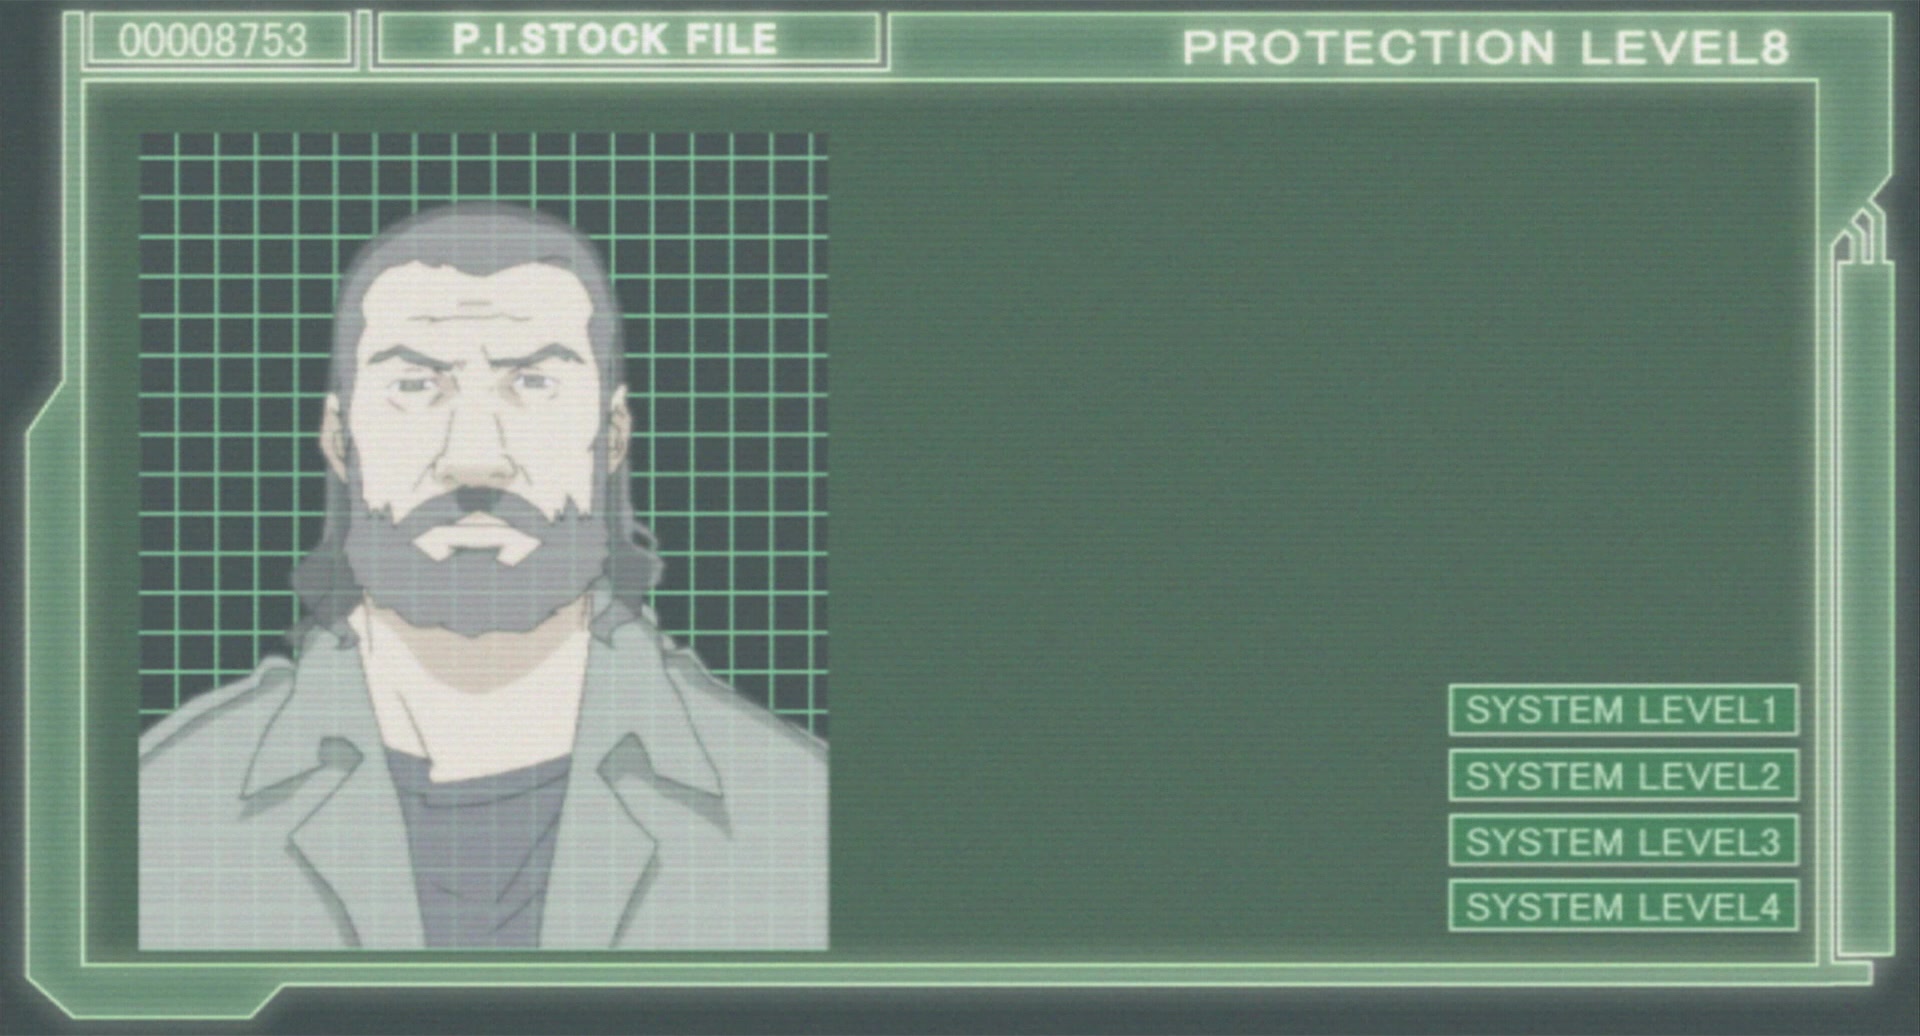 00008753
P.I.STOCK FILE
PROTECTION LEVEL8
SYSTEM LEVEL1
SYSTEM LEVEL2
SYSTEM LEVEL3
SYSTEM LEVEL4